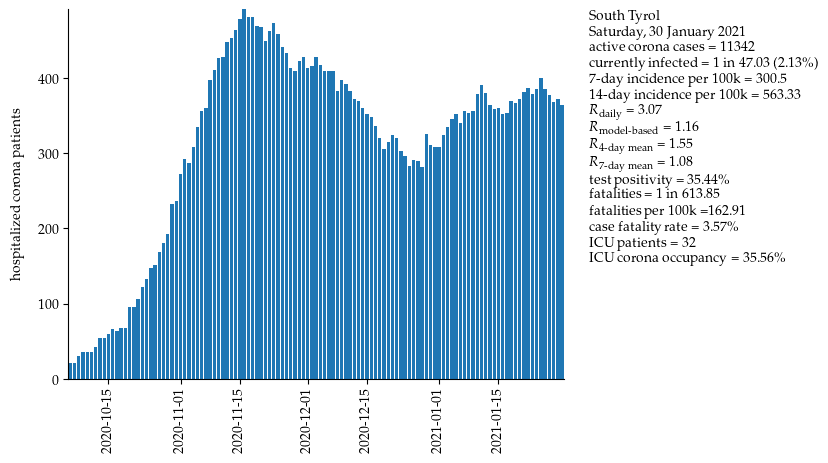 South Tyrol
Saturday, 30 January 2021
active corona cases = 11342
currently infected = 1 in 47.03 (2.13%)
7-day incidence per 100k = 300.5
14-day incidence per 100k = 563.33
R daily = 3.07
R model-based = 1.16
R 4-day mean = 1.55
R 7-day mean = 1.08
test positivity = 35.44%
fatalities = 1 in 613.85
fatalities per 100k =162.91
case fatality rate = 3.57%
ICU patients = 32
ICU corona occupancy = 35.56%
hospitalized corona patients
400
300
200
100
0
2020-10-15
2020-11-01
2020-11-15
2020-12-01
2020-12-15
2021-01-01
2021-01-15